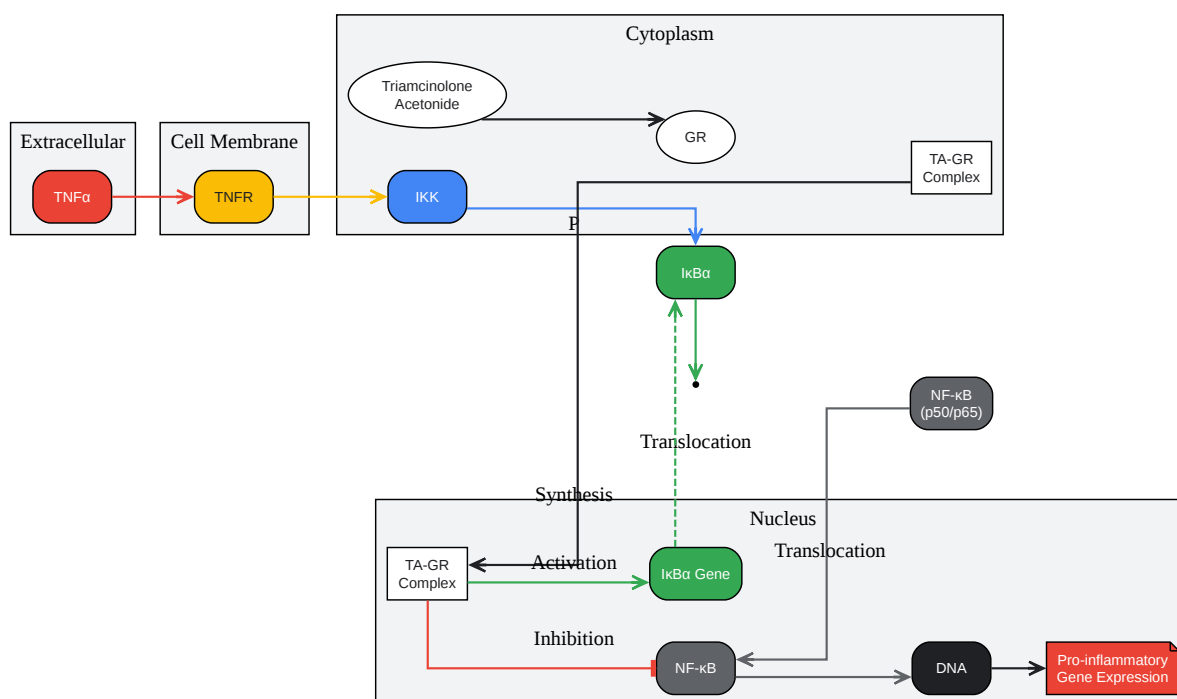 Cytoplasm
Triamcinolone
Acetonide
GR
Extracellular
Cell Membrane
TA-GR
Complex
TNFα
TNFR
IKK
P
IκBα
NF-κB
(p50/p65)
Translocation
Synthesis
Nucleus
Translocation
Activation
TA-GR
Complex
IκBα Gene
Inhibition
NF-κB
DNA
Pro-inflammatory
Gene Expression